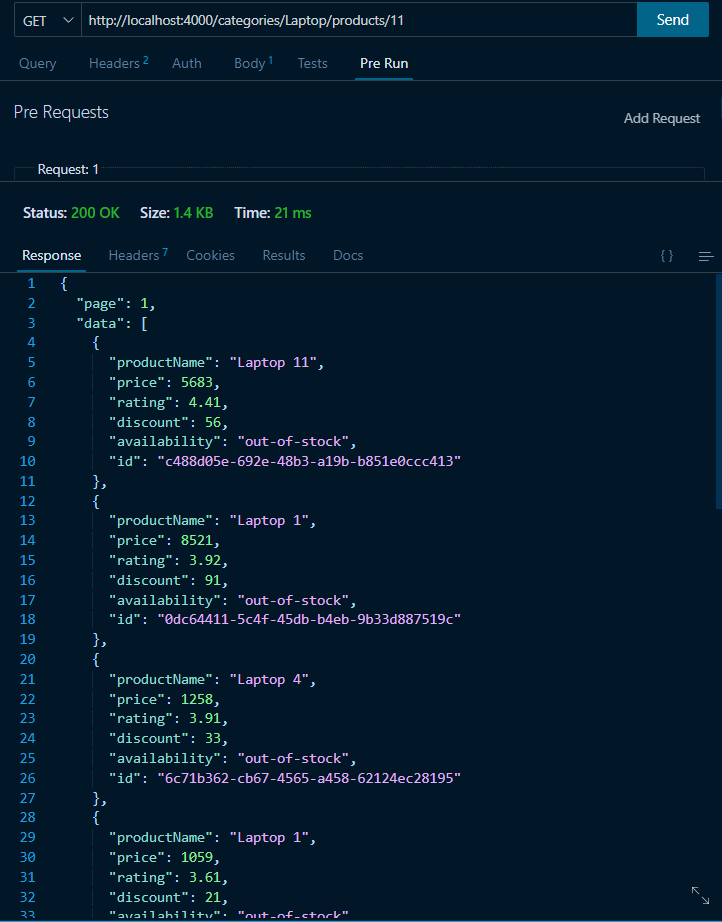 GET http://localhost:4000/categories/Laptop/products/11 Send
Query Headers 2 Auth Body 1 Tests Pre Run
Pre Requests
Add Request
Request: 1
Status: 200 OK Size: 1.4 KB Time: 21 ms
Response Headers 7 Cookies Results Docs { }
1 {
2 "page": 1,
3 "data": [
4 {
5 "productName": "Laptop 11",
6 "price": 5683,
7 "rating": 4.41,
8 "discount": 56,
9 "availability": "out-of-stock",
10 "id": "c488d05e-692e-48b3-a19b-b851e0ccc413"
11 },
12 {
13 "productName": "Laptop 1",
14 "price": 8521,
15 "rating": 3.92,
16 "discount": 91,
17 "availability": "out-of-stock",
18 "id": "0dc64411-5c4f-45db-b4eb-9b33d887519c"
19 },
20 {
21 "productName": "Laptop 4",
22 "price": 1258,
23 "rating": 3.91,
24 "discount": 33,
25 "availability": "out-of-stock",
26 "id": "6c71b362-cb67-4565-a458-62124ec28195"
27 },
28 {
29 "productName": "Laptop 1",
30 "price": 1059,
31 "rating": 3.61,
32 "discount": 21,
33 "availability": "out-of-stock"